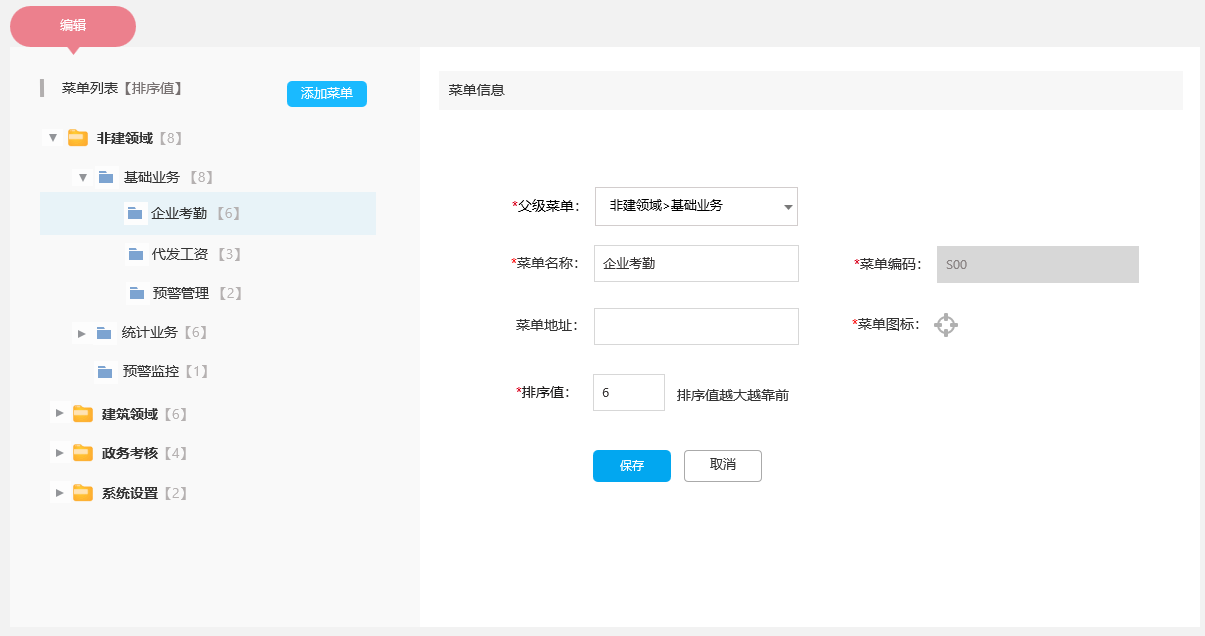 编辑
菜单列表【排序值】
添加菜单
非建领域【8】
基础业务 【8】
企业考勤 【6】
代发工资 【3】
预警管理 【2】
统计业务【6】
预警监控【1】
建筑领域【6】
政务考核【4】
系统设置【2】
菜单信息
*父级菜单： 非建领域>基础业务
*菜单名称： 企业考勤 *菜单编码： S00
菜单地址： *菜单图标：
*排序值： 6 排序值越大越靠前
保存 取消